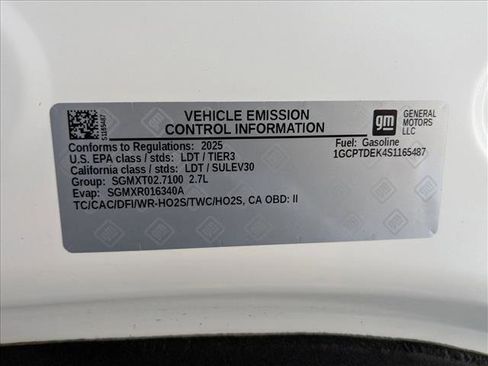 S1165487
VEHICLE EMISSION
CONTROL INFORMATION
gm
GENERAL
MOTORS
LLC
Conforms to Regulations: 2025
Fuel: Gasoline
U.S. EPA class / stds: LDT / TIER3
1GCPTDEK4S1165487
California class / stds: LDT / SULEV30
Group: SGMXT02.7100 2.7L
Evap: SGMXR016340A
TC/CAC/DFI/WR-HO2S/TWC/HO2S, CA OBD: II